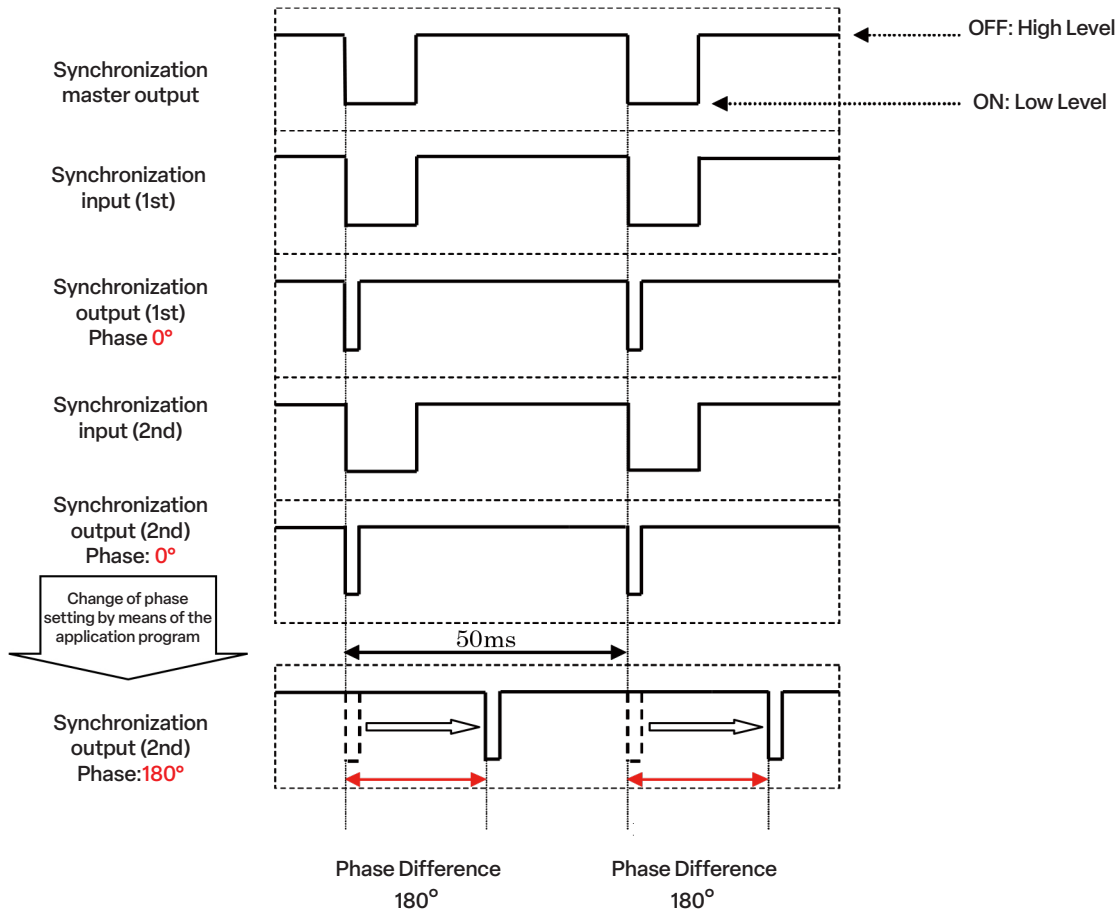 OFF: High Level
Synchronization
master output
ON: Low Level
Synchronization
input (1st)
Synchronization
output (1st)
Phase 0°
Synchronization
input (2nd)
Synchronization
output (2nd)
Phase: 0°
Change of phase
setting by means of the
application program
50ms
Synchronization
output (2nd)
Phase:180°
Phase Difference
180°
Phase Difference
180°